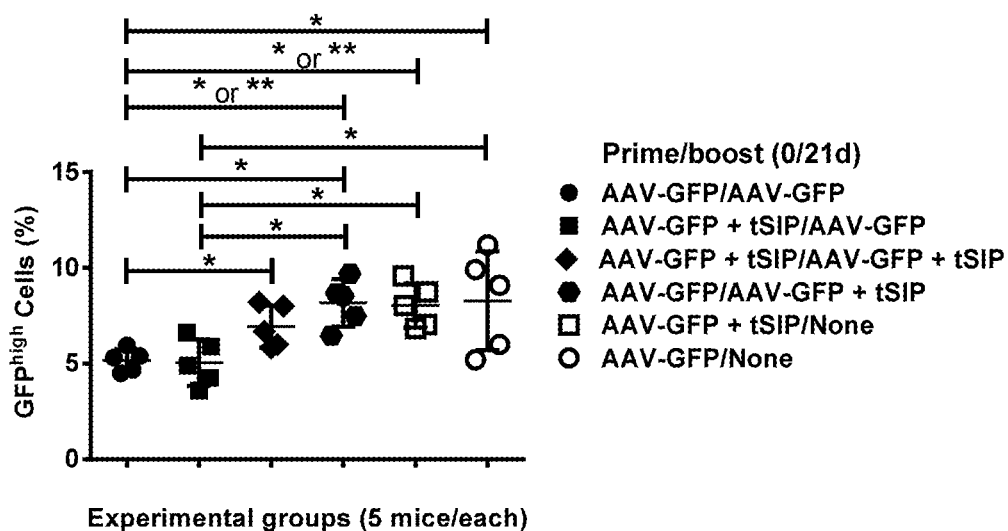 *
* or **
* or **
*
*
*
*
*
15
10
5
0
GFPhigh Cells (%)
Experimental groups (5 mice/each)
Prime/boost (0/21d)
AAV-GFP/AAV-GFP
AAV-GFP + tSIP/AAV-GFP
AAV-GFP + tSIP/AAV-GFP + tSIP
AAV-GFP/AAV-GFP + tSIP
AAV-GFP + tSIP/None
AAV-GFP/None